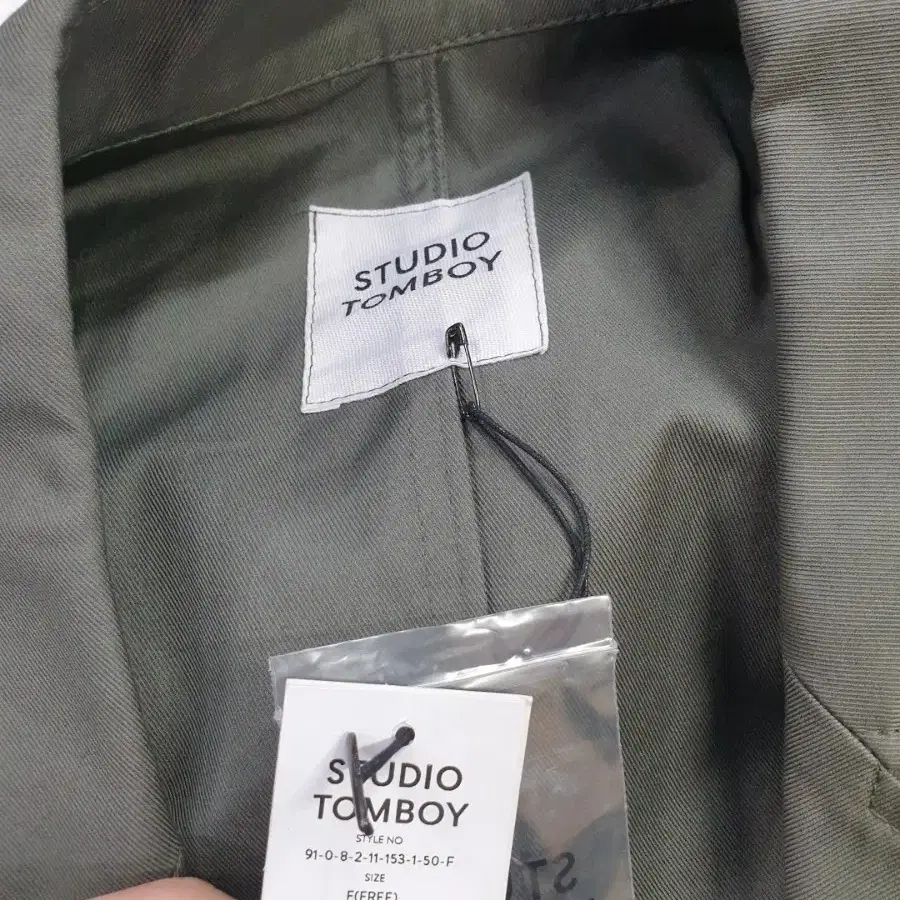 STUDIO
TOMBOY
STUDIO
TOMBOY
STYLE NO
91-0-8-2-11-153-1-50-F
SIZE
F(FREE)